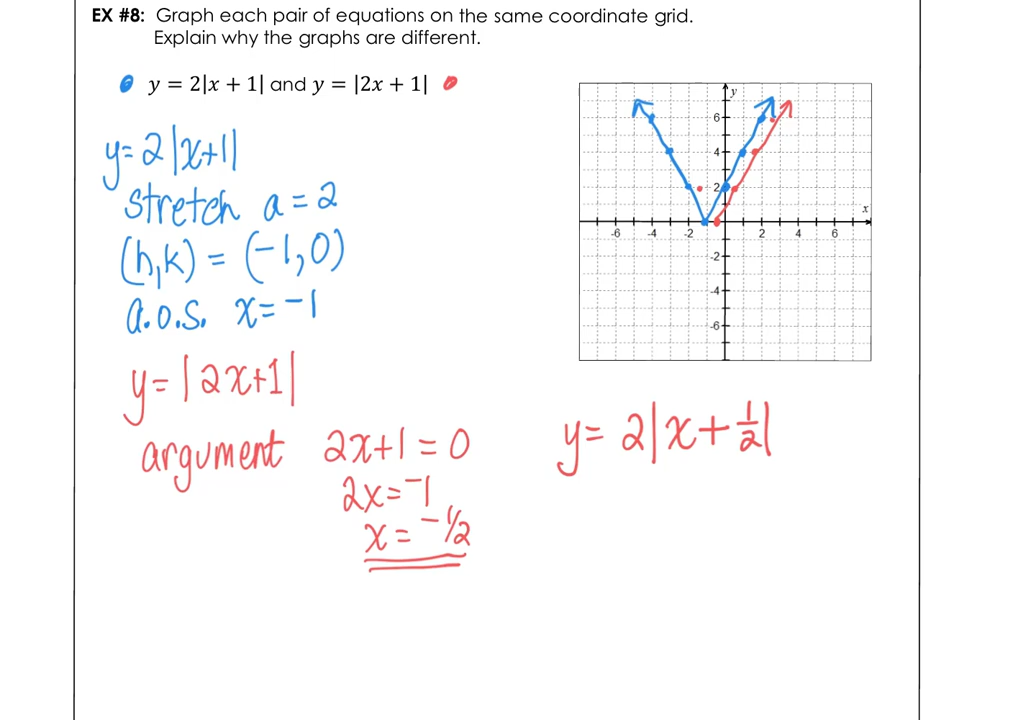 EX #8: Graph each pair of equations on the same coordinate grid.
Explain why the graphs are different.
y = 2|x + 1| and y = |2x + 1|
y= 2|x+1|
stretch a = 2
(h,k) = (-1,0)
a.o.s. x= -1
y= |2x+1|
argument 2x+1 = 0
2x= -1
x = -1/2
y= 2|x + 1/2|
y
6
4
2
x
-6 -4 -2 2 4 6
-2
-4
-6